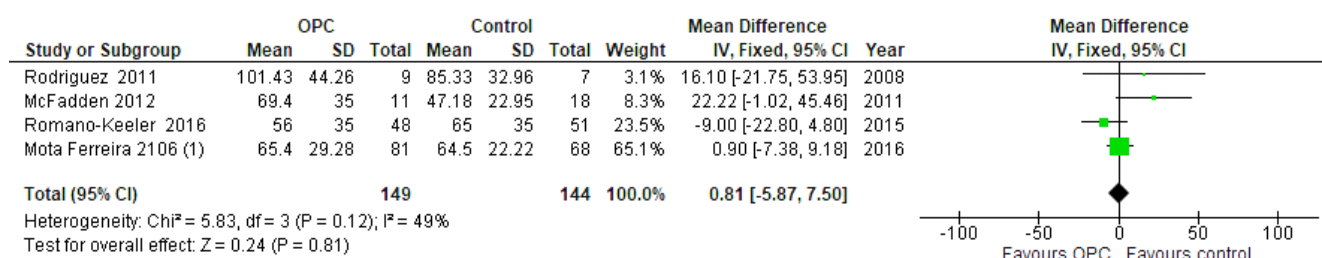 OPC Control Mean Difference Mean Difference
Study or Subgroup Mean SD Total Mean SD Total Weight IV, Fixed, 95% CI Year IV, Fixed, 95% CI
Rodriguez 2011 101.43 44.26 9 85.33 32.96 7 3.1% 16.10 [-21.75, 53.95] 2008
McFadden 2012 69.4 35 11 47.18 22.95 18 8.3% 22.22 [-1.02, 45.46] 2011
Romano-Keeler 2016 56 35 48 65 35 51 23.5% -9.00 [-22.80, 4.80] 2015
Mota Ferreira 2106 (1) 65.4 29.28 81 64.5 22.22 68 65.1% 0.90 [-7.38, 9.18] 2016
Total (95% CI) 149 144 100.0% 0.81 [-5.87, 7.50]
Heterogeneity: Chi² = 5.83, df = 3 (P = 0.12); I² = 49%
Test for overall effect: Z = 0.24 (P = 0.81)
-100 -50 0 50 100
Favours OPC Favours control